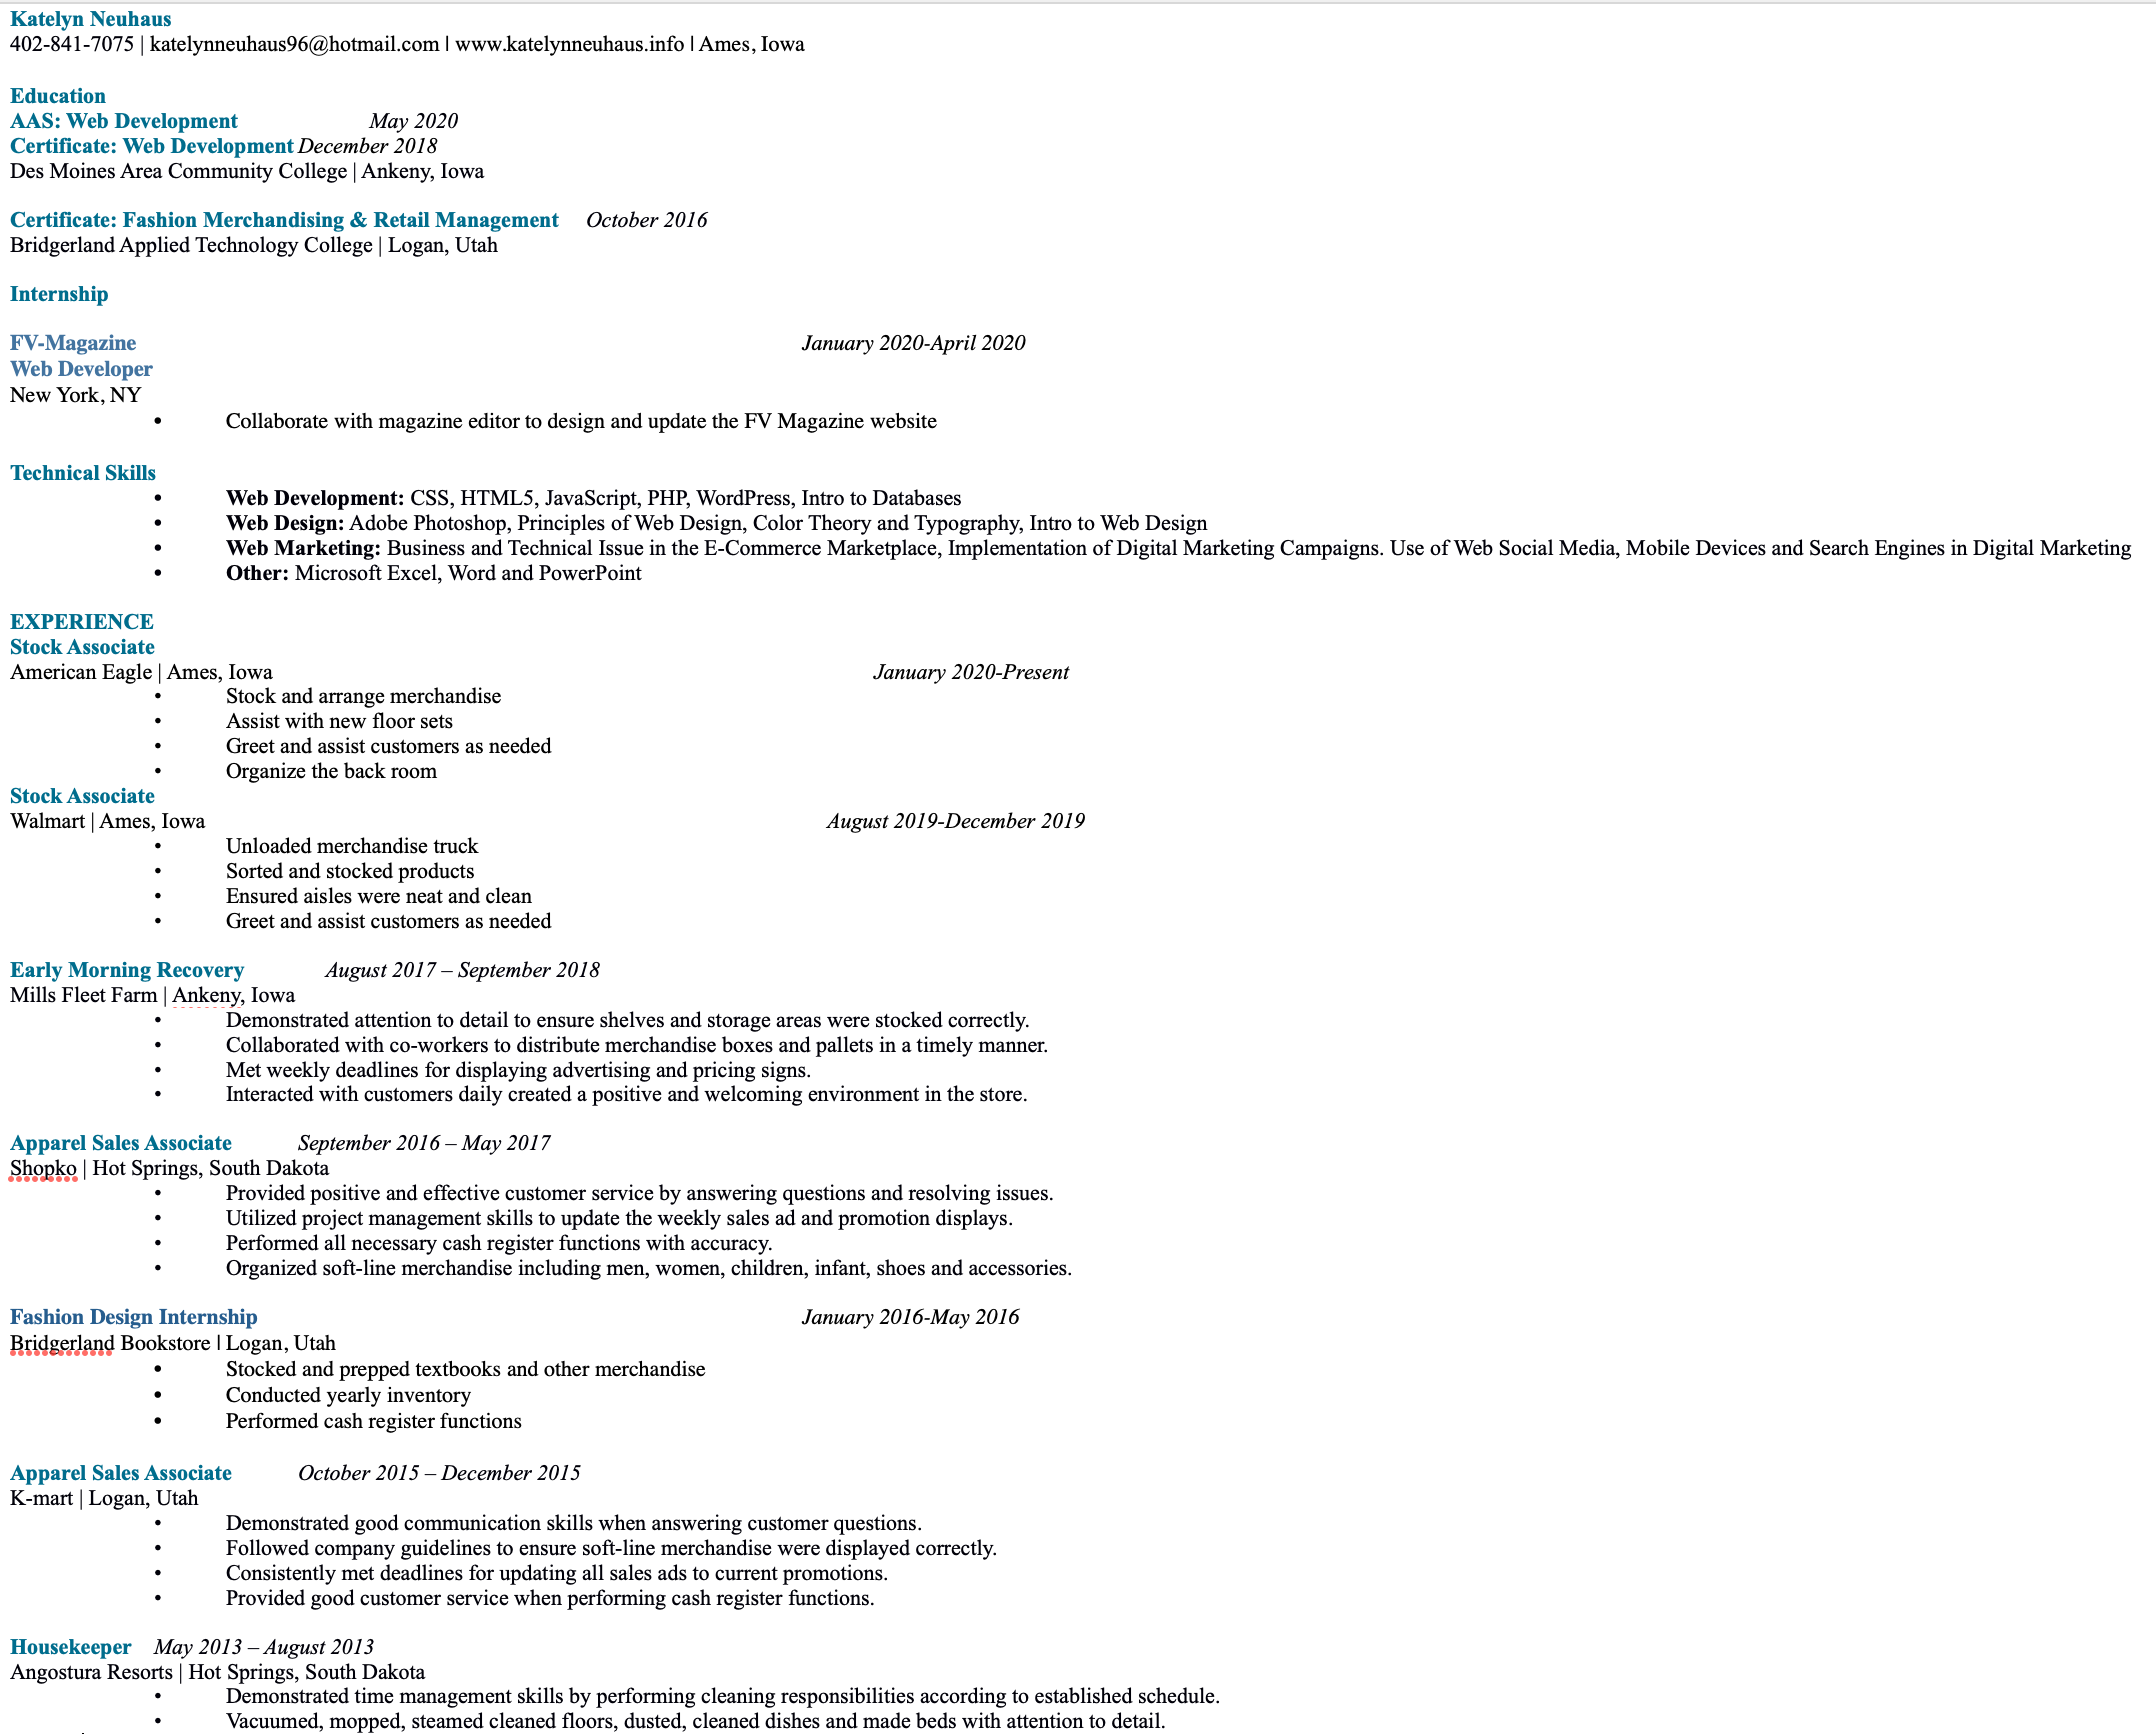 Katelyn Neuhaus
402-841-7075 | katelynneuhaus96@hotmail.com | www.katelynneuhaus.info | Ames, Iowa
Education
AAS: Web Development May 2020
Certificate: Web Development December 2018
Des Moines Area Community College | Ankeny, Iowa
Certificate: Fashion Merchandising & Retail Management October 2016
Bridgerland Applied Technology College | Logan, Utah
Internship
FV-Magazine January 2020-April 2020
Web Developer
New York, NY
• Collaborate with magazine editor to design and update the FV Magazine website
Technical Skills
• Web Development: CSS, HTML5, JavaScript, PHP, WordPress, Intro to Databases
• Web Design: Adobe Photoshop, Principles of Web Design, Color Theory and Typography, Intro to Web Design
• Web Marketing: Business and Technical Issue in the E-Commerce Marketplace, Implementation of Digital Marketing Campaigns. Use of Web Social Media, Mobile Devices and Search Engines in Digital Marketing
• Other: Microsoft Excel, Word and PowerPoint
EXPERIENCE
Stock Associate
American Eagle | Ames, Iowa January 2020-Present
• Stock and arrange merchandise
• Assist with new floor sets
• Greet and assist customers as needed
• Organize the back room
Stock Associate
Walmart | Ames, Iowa August 2019-December 2019
• Unloaded merchandise truck
• Sorted and stocked products
• Ensured aisles were neat and clean
• Greet and assist customers as needed
Early Morning Recovery August 2017 – September 2018
Mills Fleet Farm | Ankeny, Iowa
• Demonstrated attention to detail to ensure shelves and storage areas were stocked correctly.
• Collaborated with co-workers to distribute merchandise boxes and pallets in a timely manner.
• Met weekly deadlines for displaying advertising and pricing signs.
• Interacted with customers daily created a positive and welcoming environment in the store.
Apparel Sales Associate September 2016 – May 2017
Shopko | Hot Springs, South Dakota
• Provided positive and effective customer service by answering questions and resolving issues.
• Utilized project management skills to update the weekly sales ad and promotion displays.
• Performed all necessary cash register functions with accuracy.
• Organized soft-line merchandise including men, women, children, infant, shoes and accessories.
Fashion Design Internship January 2016-May 2016
Bridgerland Bookstore | Logan, Utah
• Stocked and prepped textbooks and other merchandise
• Conducted yearly inventory
• Performed cash register functions
Apparel Sales Associate October 2015 – December 2015
K-mart | Logan, Utah
• Demonstrated good communication skills when answering customer questions.
• Followed company guidelines to ensure soft-line merchandise were displayed correctly.
• Consistently met deadlines for updating all sales ads to current promotions.
• Provided good customer service when performing cash register functions.
Housekeeper May 2013 – August 2013
Angostura Resorts | Hot Springs, South Dakota
• Demonstrated time management skills by performing cleaning responsibilities according to established schedule.
• Vacuumed, mopped, steamed cleaned floors, dusted, cleaned dishes and made beds with attention to detail.